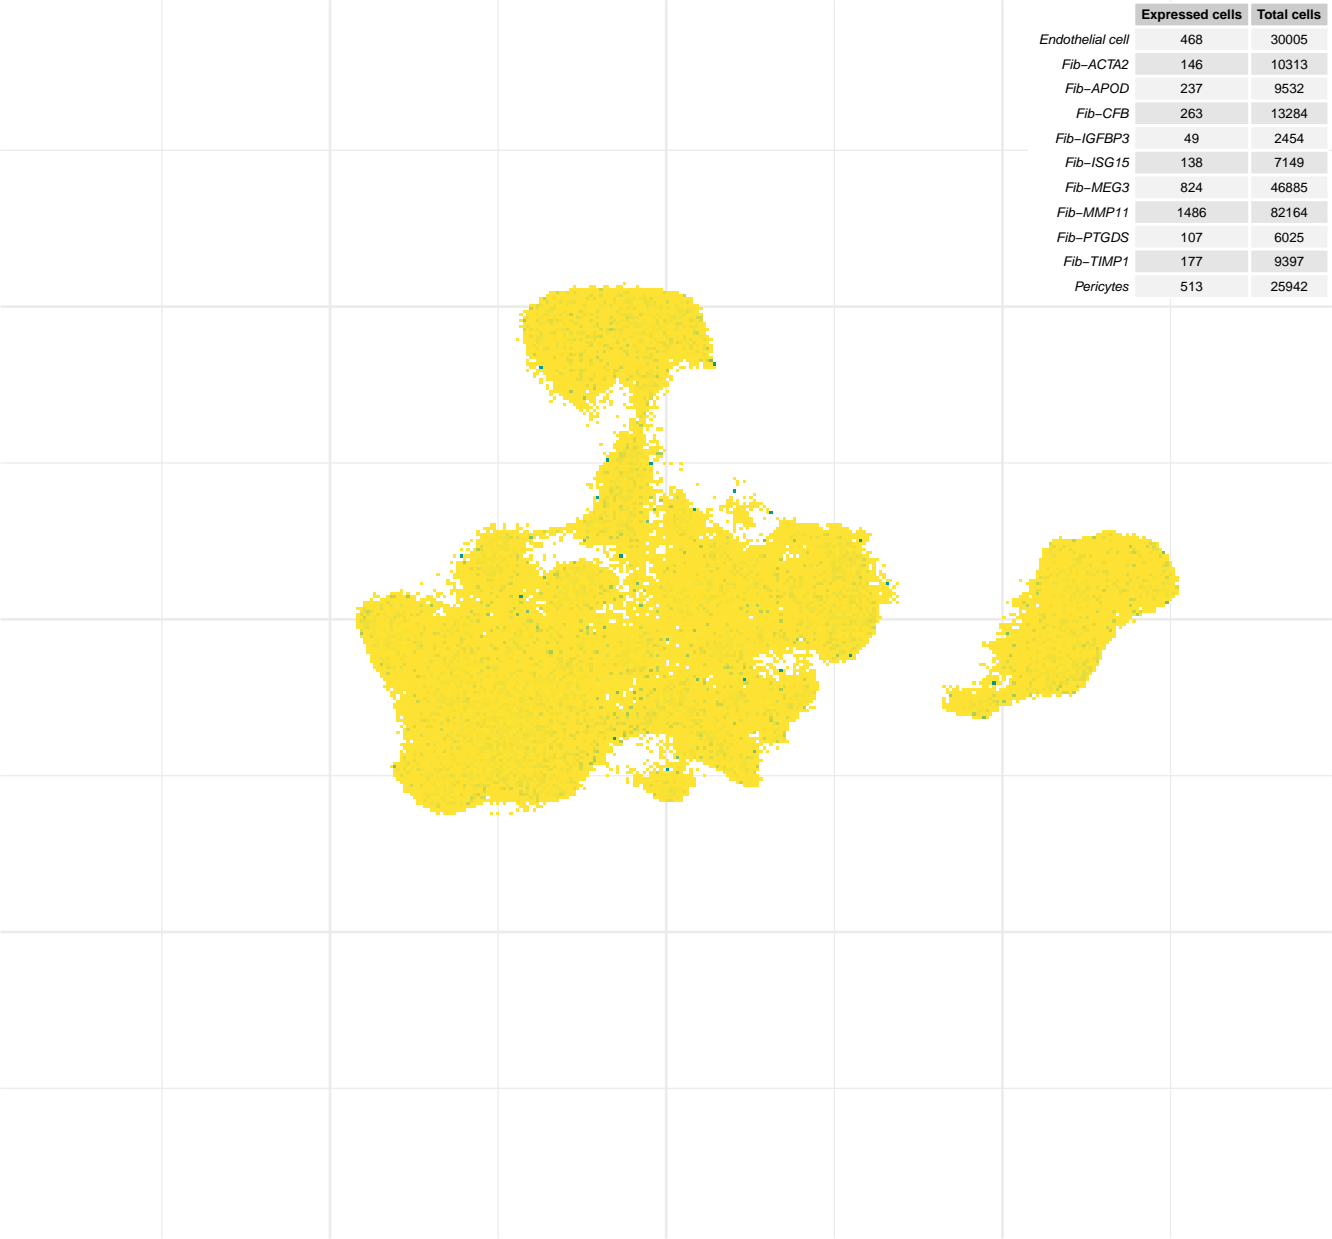 Expressed cells Total cells
Endothelial cell 468 30005
Fib−ACTA2 146 10313
Fib−APOD 237 9532
Fib−CFB 263 13284
Fib−IGFBP3 49 2454
Fib−ISG15 138 7149
Fib−MEG3 824 46885
Fib−MMP11 1486 82164
Fib−PTGDS 107 6025
Fib−TIMP1 177 9397
Pericytes 513 25942